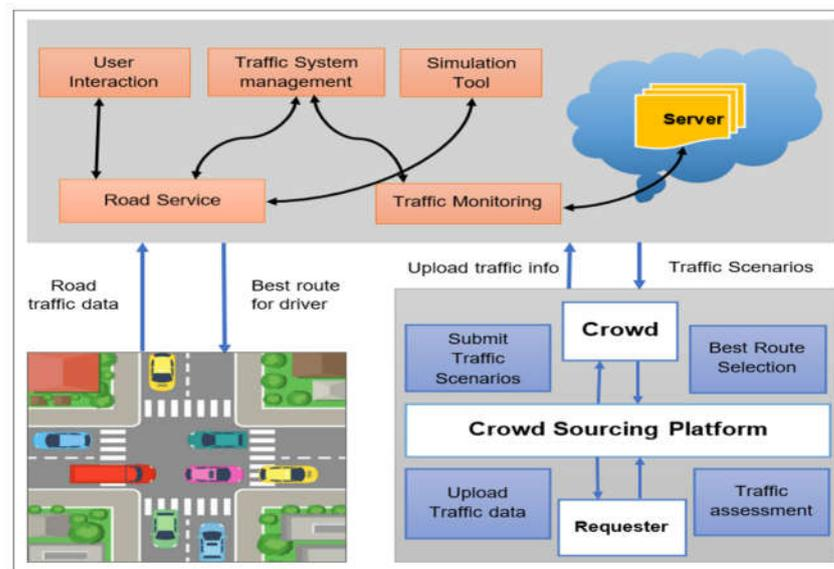 User
Interaction
Traffic System
management
Simulation
Tool
Server
Road Service
Traffic Monitoring
Road
traffic data
Best route
for driver
Upload traffic info
Traffic Scenarios
Submit
Traffic
Scenarios
Crowd
Best Route
Selection
Crowd Sourcing Platform
Upload
Traffic data
Requester
Traffic
assessment